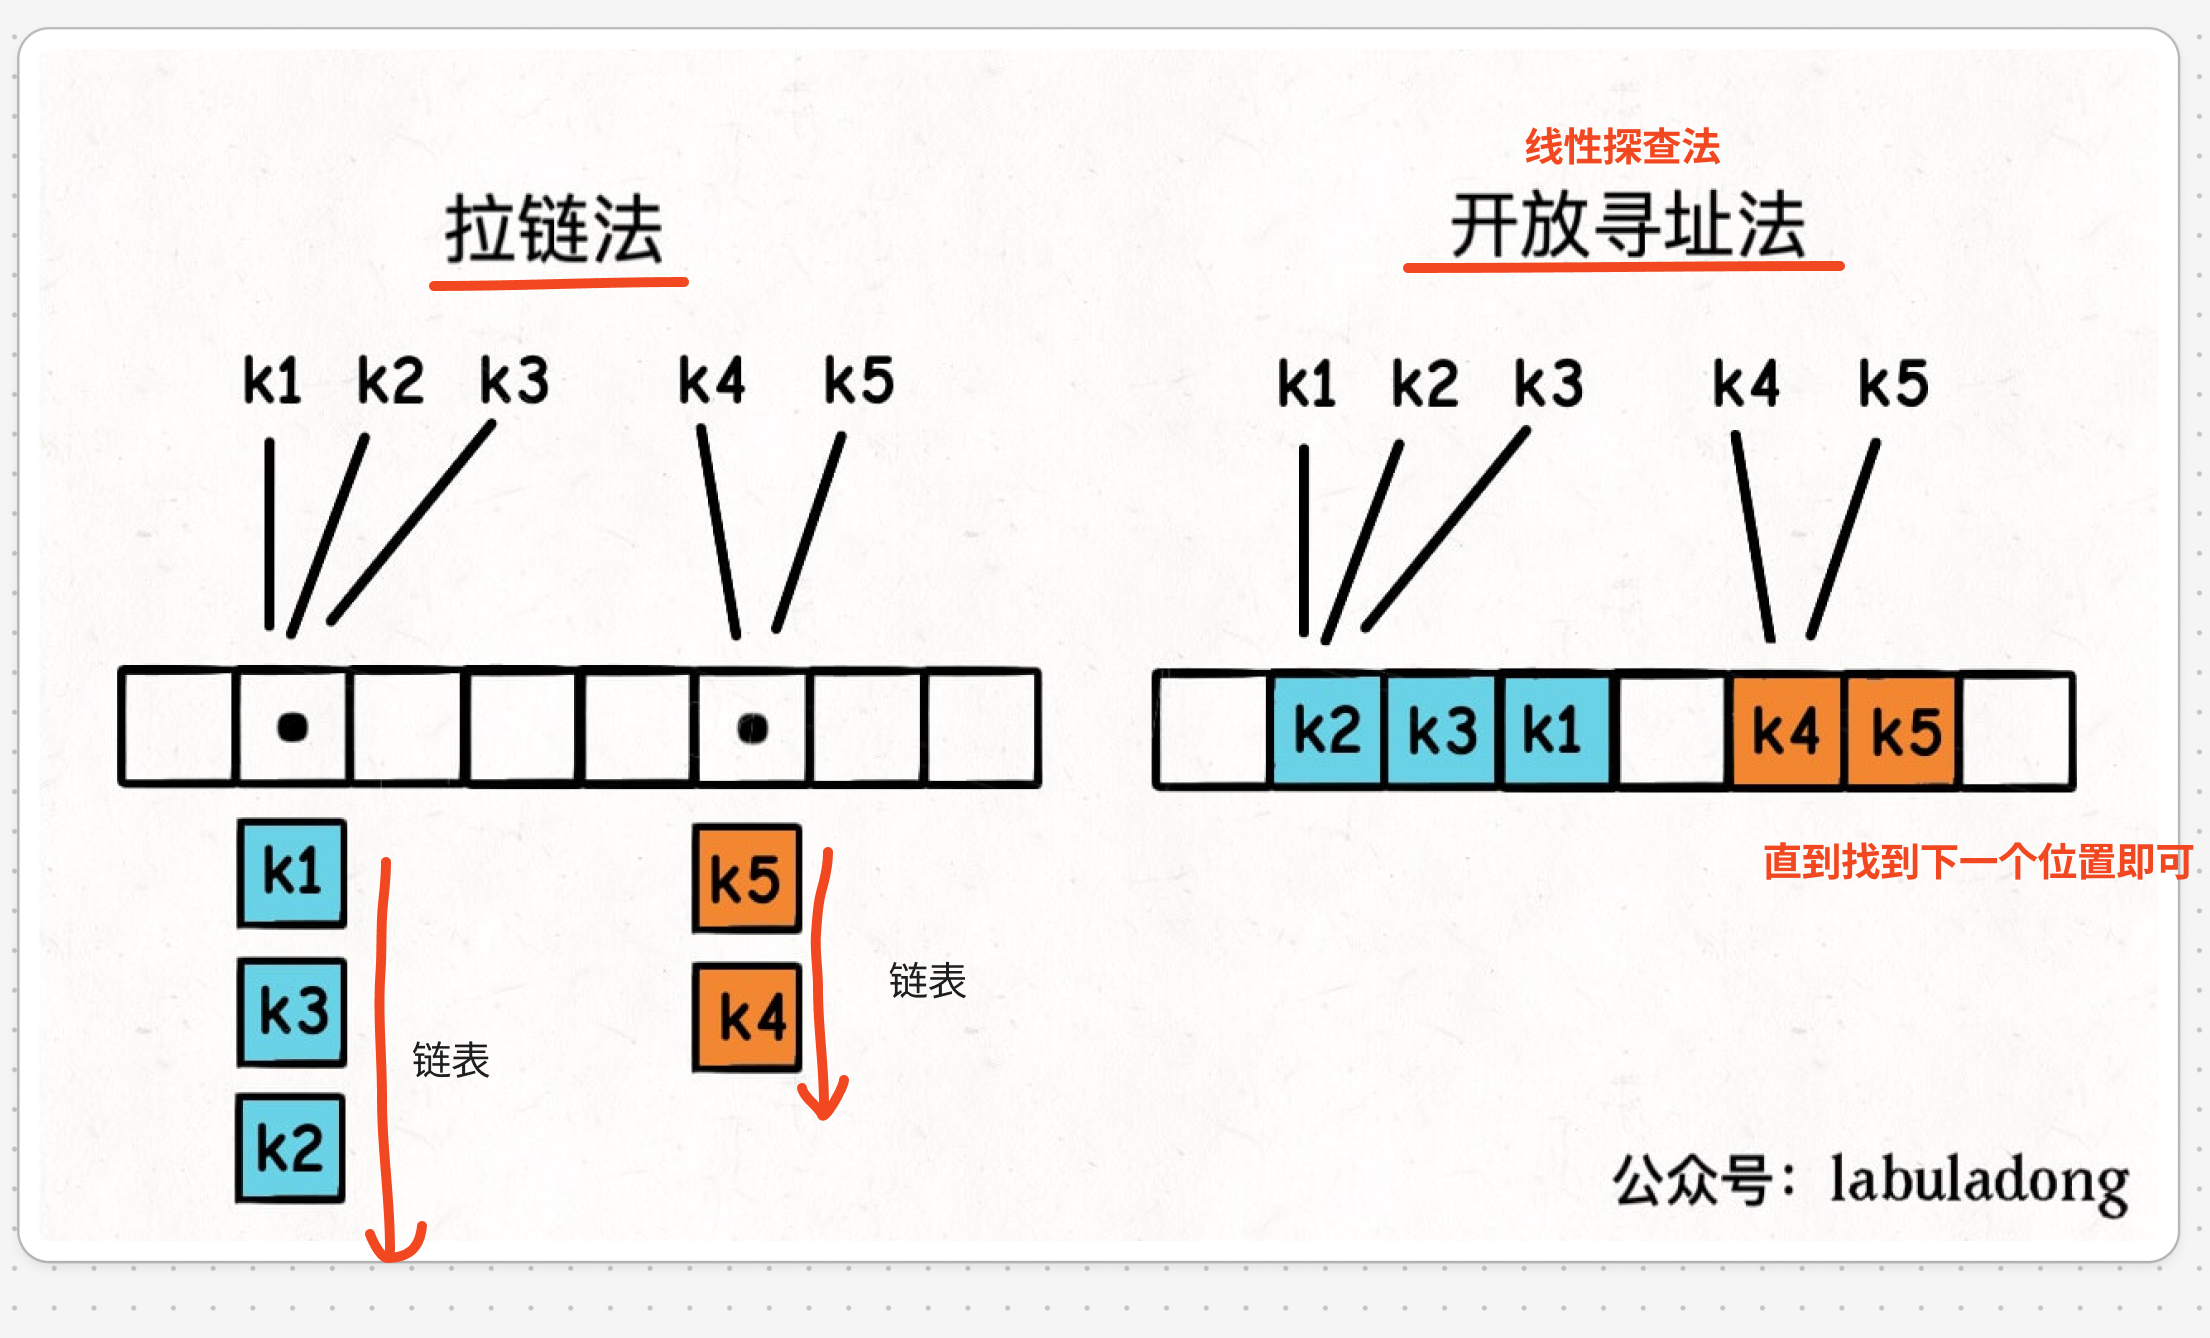 拉链法
k1 k2 k3 k4 k5
k1
k3
k2
链表
k5
k4
链表
线性探查法
开放寻址法
k1 k2 k3 k4 k5
k2 k3 k1 k4 k5
直到找到下一个位置即可
公众号：labuladong